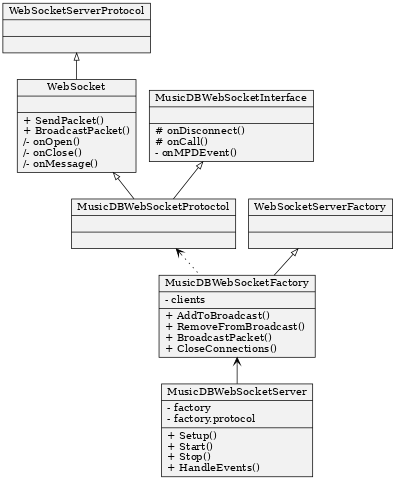 WebSocketServerProtocol
WebSocket
+ SendPacket()
+ BroadcastPacket()
/- onOpen()
/- onClose()
/- onMessage()
MusicDBWebSocketInterface
# onDisconnect()
# onCall()
- onMPDEvent()
MusicDBWebSocketProtoctol
WebSocketServerFactory
MusicDBWebSocketFactory
- clients
+ AddToBroadcast()
+ RemoveFromBroadcast()
+ BroadcastPacket()
+ CloseConnections()
MusicDBWebSocketServer
- factory
- factory.protocol
+ Setup()
+ Start()
+ Stop()
+ HandleEvents()